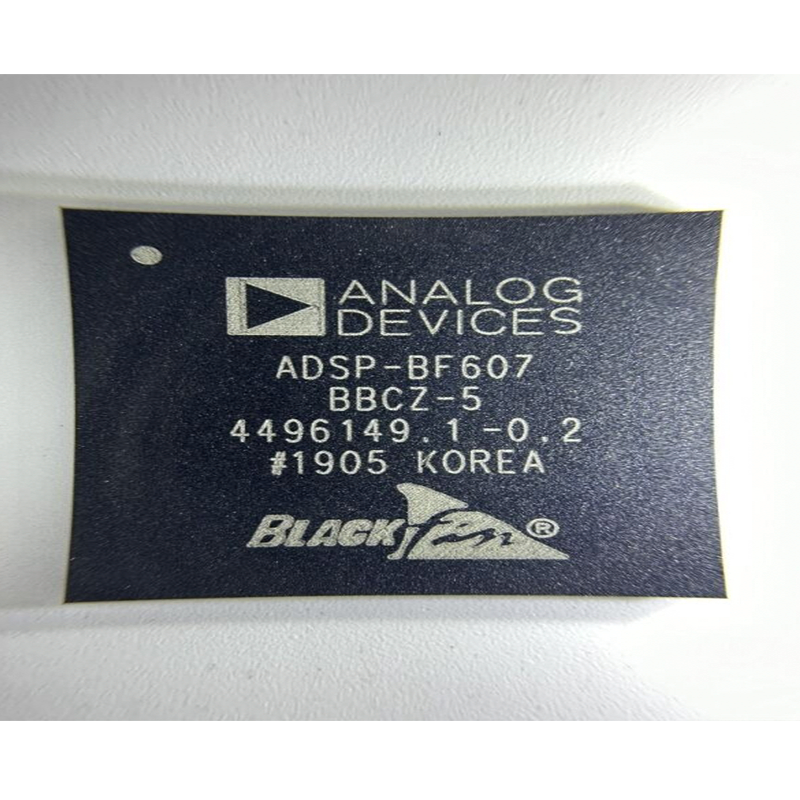 ANALOG
DEVICES
ADSP-BF607
BBCZ-5
4496149.1-0.2
#1905 KOREA
BLACKfin®